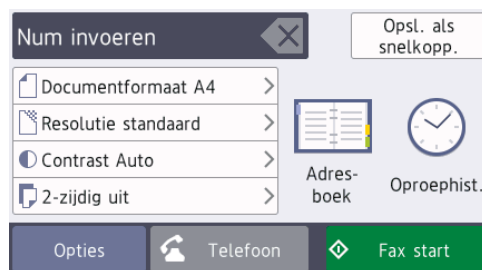 Num invoeren
Opsl. als
snelkopp.
Documentformaat A4
Resolutie standaard
Contrast Auto
2-zijdig uit
Adres-
boek
Oproephist.
Opties
Telefoon
Fax start